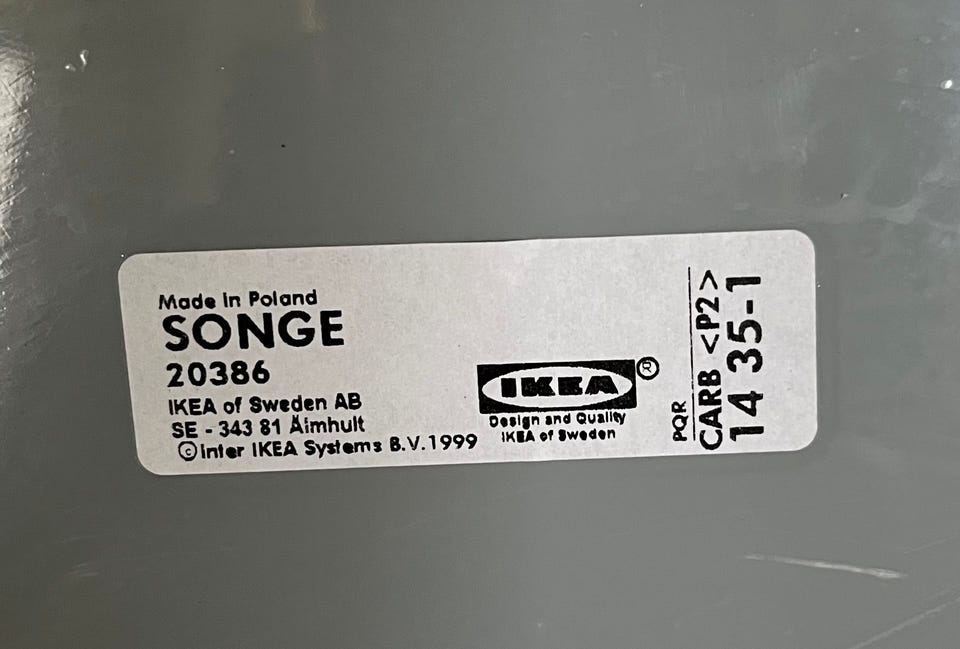 Made in Poland
SONGE
20386
IKEA of Sweden AB
SE - 343 81 Älmhult
©Inter IKEA Systems B.V.1999
IKEA®
Design and Quality
IKEA of Sweden
PQR
CARB <P2>
14 35-1